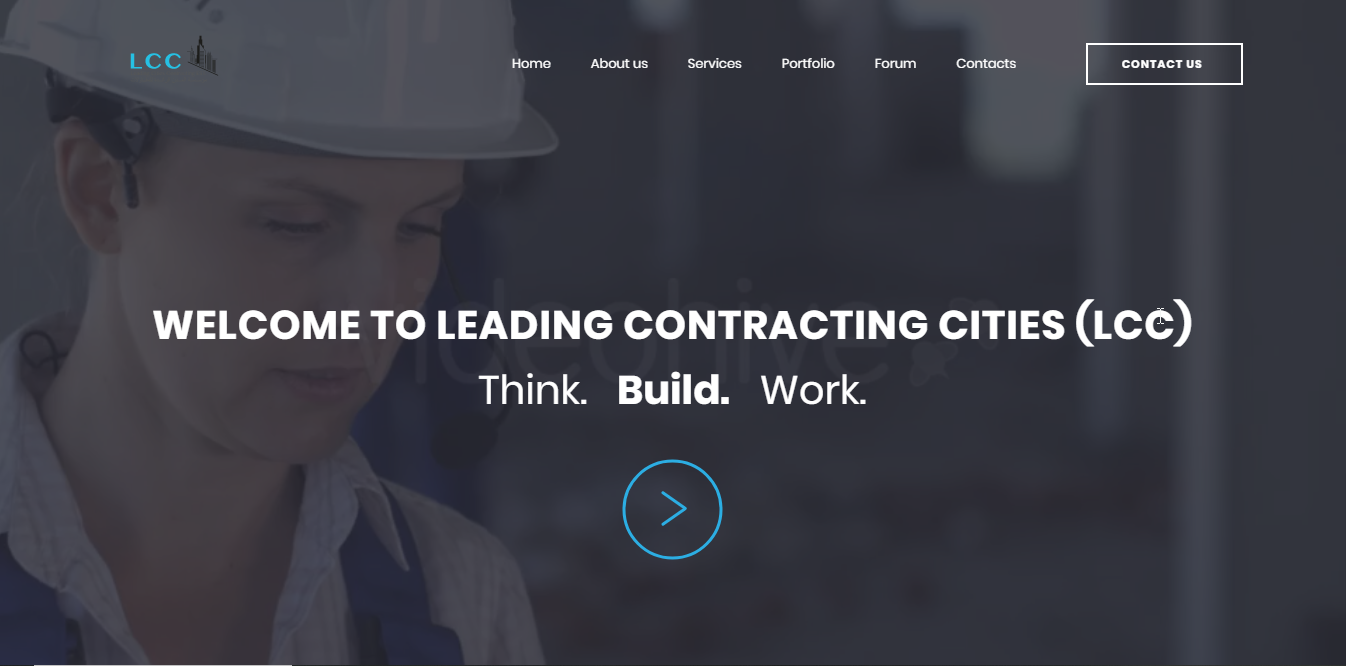 LCC
Home About us Services Portfolio Forum Contacts CONTACT US
WELCOME TO LEADING CONTRACTING CITIES (LCC)
Think. Build. Work.
videohive